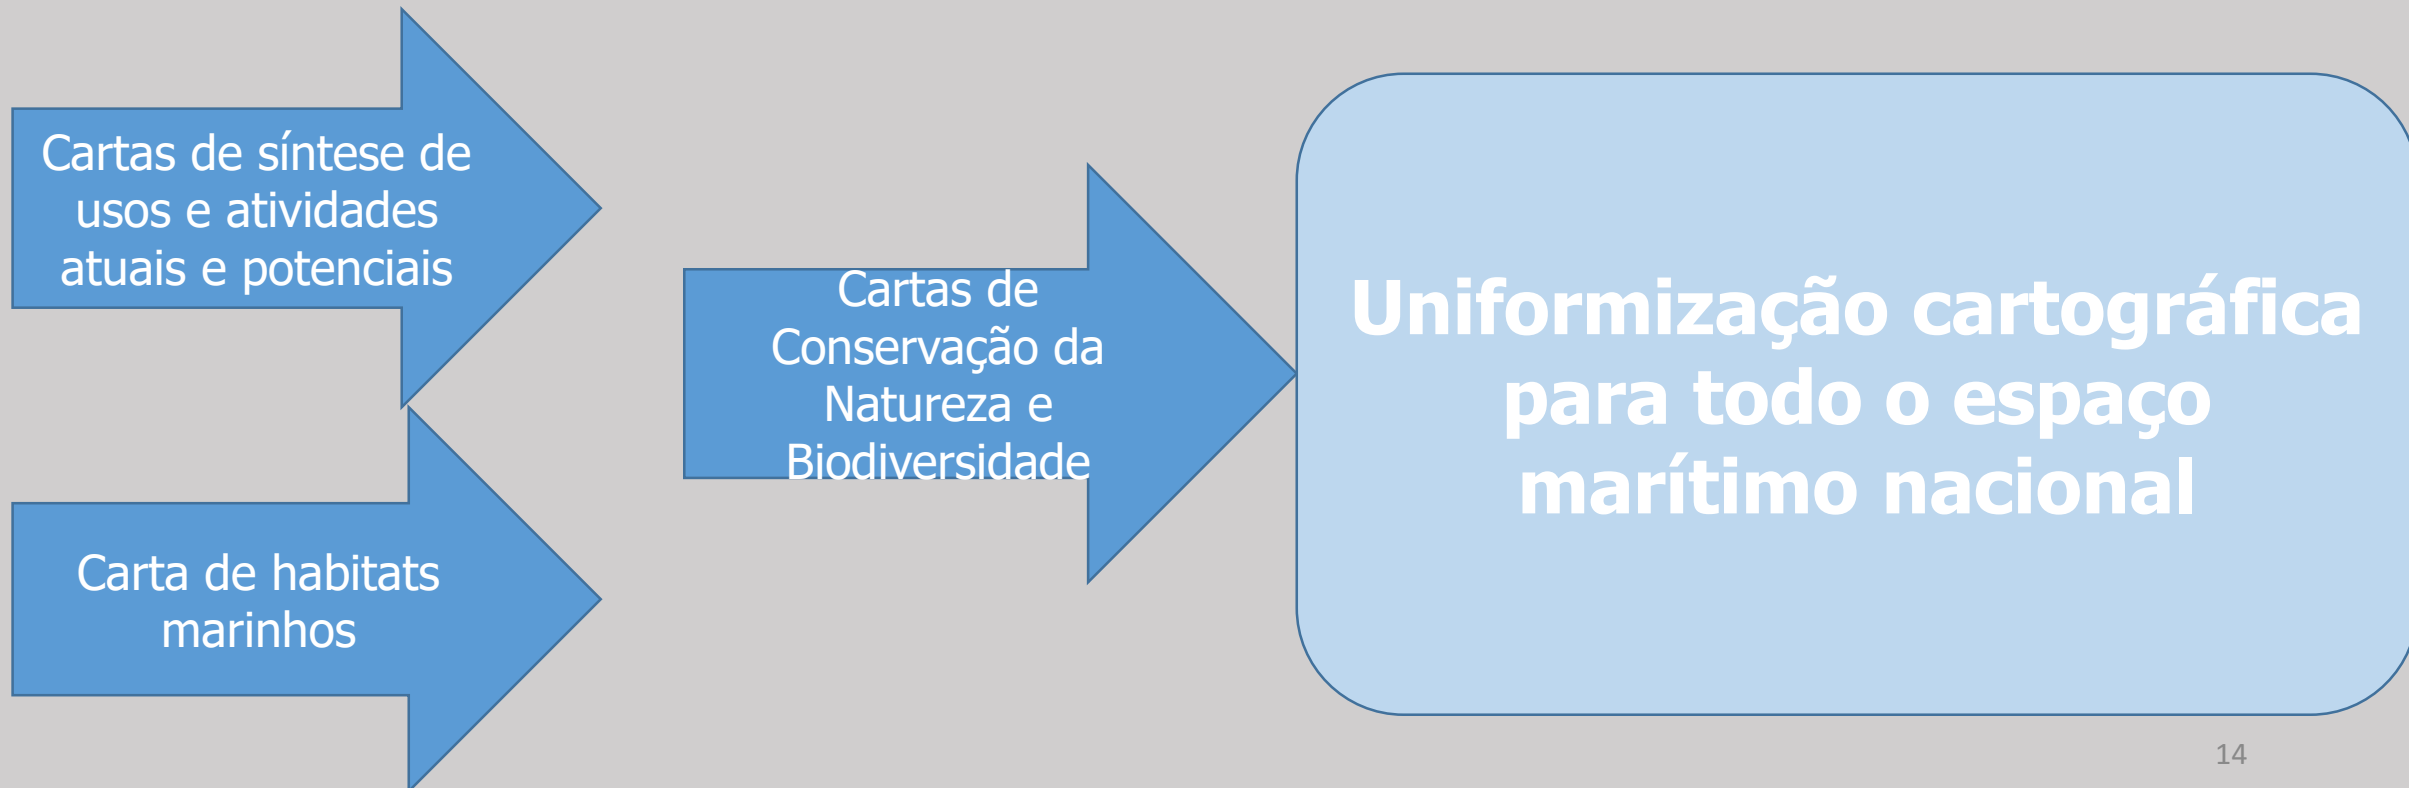 Cartas de síntese de
usos e atividades
atuais e potenciais
Carta de habitats
marinhos
Cartas de
Conservação da
Natureza e
Biodiversidade
Uniformização cartográfica
para todo o espaço
marítimo nacional
14